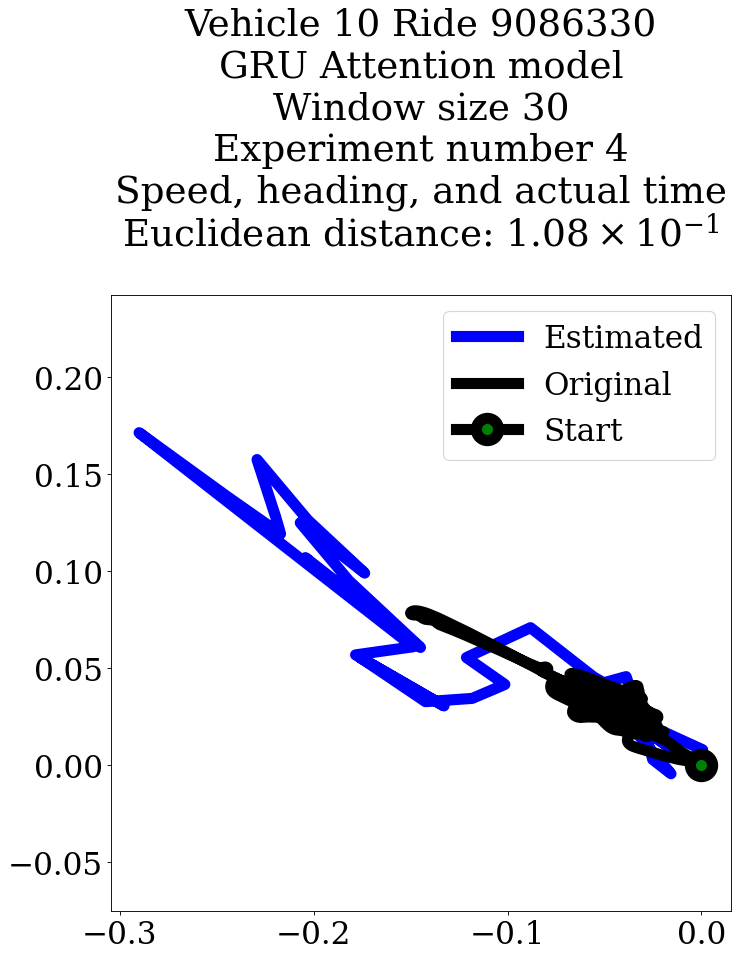 Vehicle 10 Ride 9086330
GRU Attention model
Window size 30
Experiment number 4
Speed, heading, and actual time
Euclidean distance: 1.08 × 10⁻¹
Estimated
Original
Start
0.20
0.15
0.10
0.05
0.00
−0.05
−0.3
−0.2
−0.1
0.0